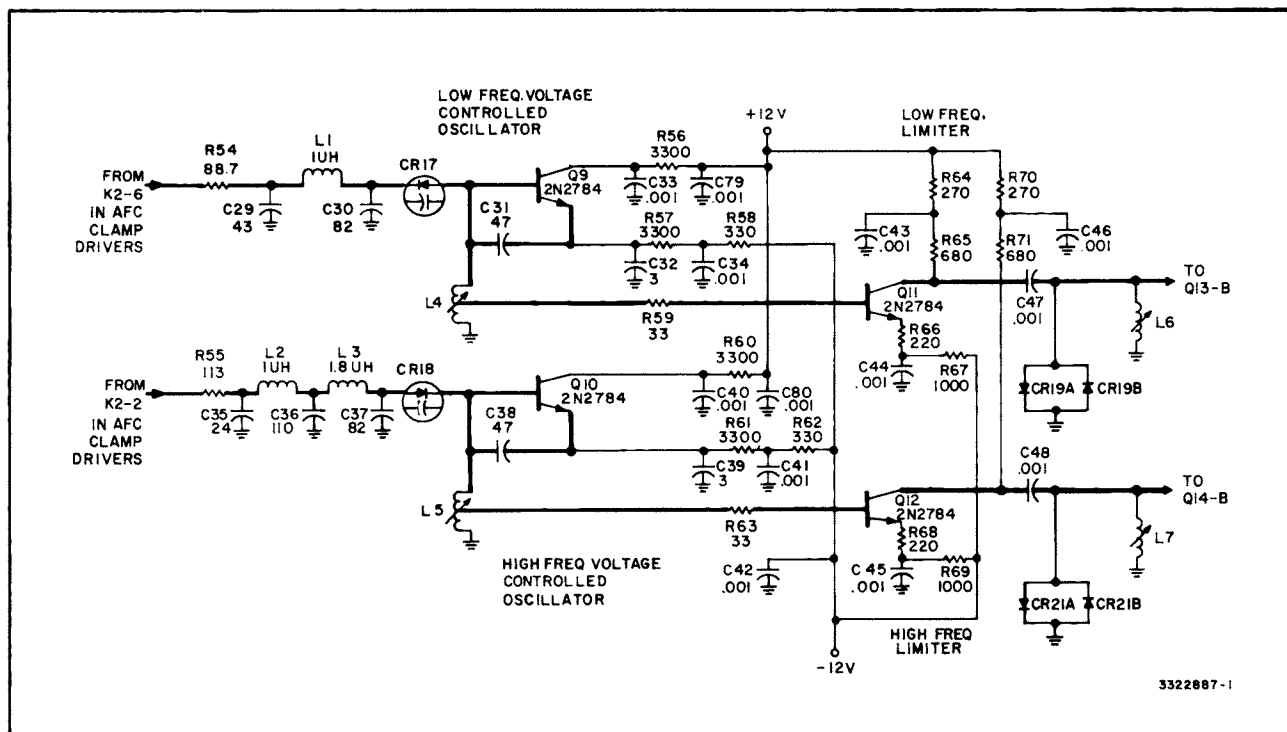 LOW FREQ. VOLTAGE
CONTROLLED
OSCILLATOR
+12V
LOW FREQ.
LIMITER
FROM
K2-6
IN AFC
CLAMP
DRIVERS
R54
88.7
L1
1UH
CR17
C29
43
C30
82
C31
47
Q9
2N2784
R56
3300
C33
.001
C79
.001
R57
3300
R58
330
C32
3
C34
.001
L4
R59
33
R64
270
R70
270
C43
.001
R65
680
R71
680
C46
.001
Q11
2N2784
C47
.001
TO
Q13-B
L6
R66
220
C44
.001
R67
1000
CR19A
CR19B
FROM
K2-2
IN AFC
CLAMP
DRIVERS
R55
113
L2
1UH
L3
1.8UH
CR18
C35
24
C36
110
C37
82
C38
47
Q10
2N2784
R60
3300
C40
.001
C80
.001
R61
3300
R62
330
C39
3
C41
.001
L5
R63
33
C48
.001
Q12
2N2784
TO
Q14-B
L7
R68
220
C42
.001
C45
.001
R69
1000
CR21A
CR21B
HIGH FREQ VOLTAGE
CONTROLLED
OSCILLATOR
HIGH FREQ
LIMITER
-12V
3322887-1